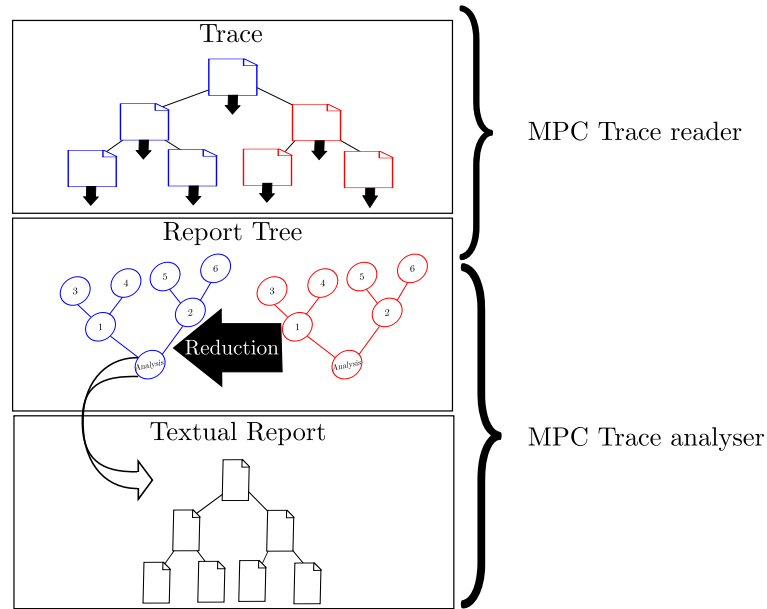 Trace
MPC Trace reader
Report Tree
3 4 5 6 3 4 5 6
1 2 1 2
Reduction
Analysis Analysis
Textual Report
MPC Trace analyser